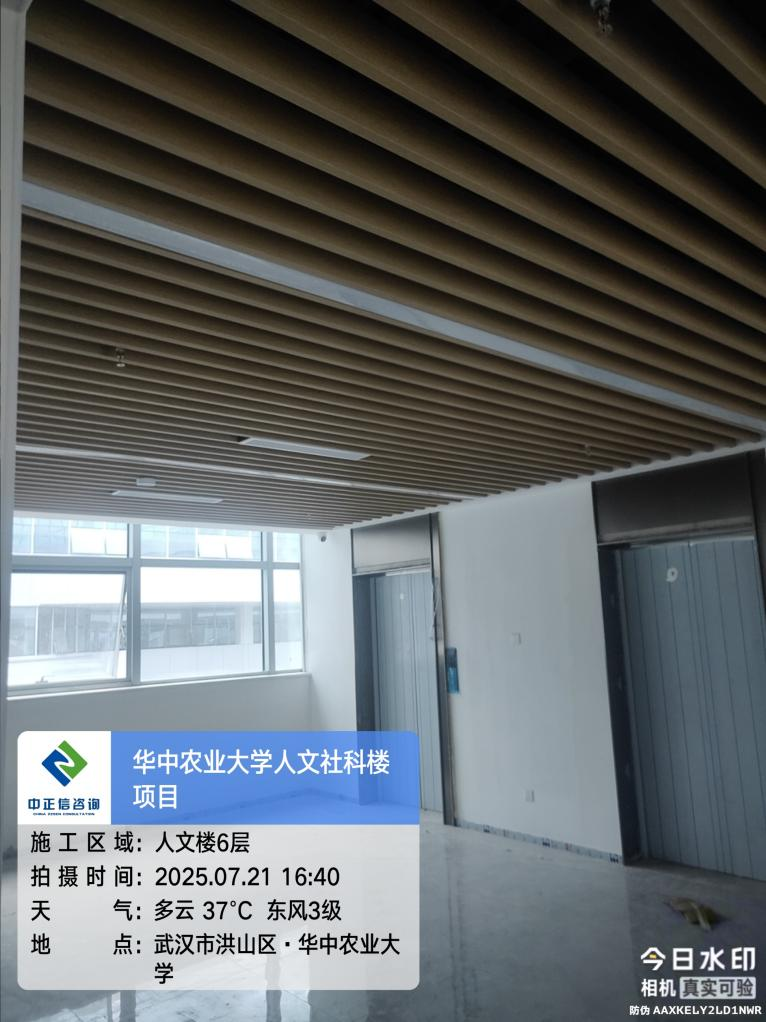 华中农业大学人文社科楼
项目
中正信咨询
CHINA ZOSEN CONSULTATION
施工区域：人文楼6层
拍摄时间：2025.07.21 16:40
天气：多云 37°C 东风3级
地点：武汉市洪山区·华中农业大
学
今日水印
相机 真实可验
防伪 AAXKELY2LD1NWR